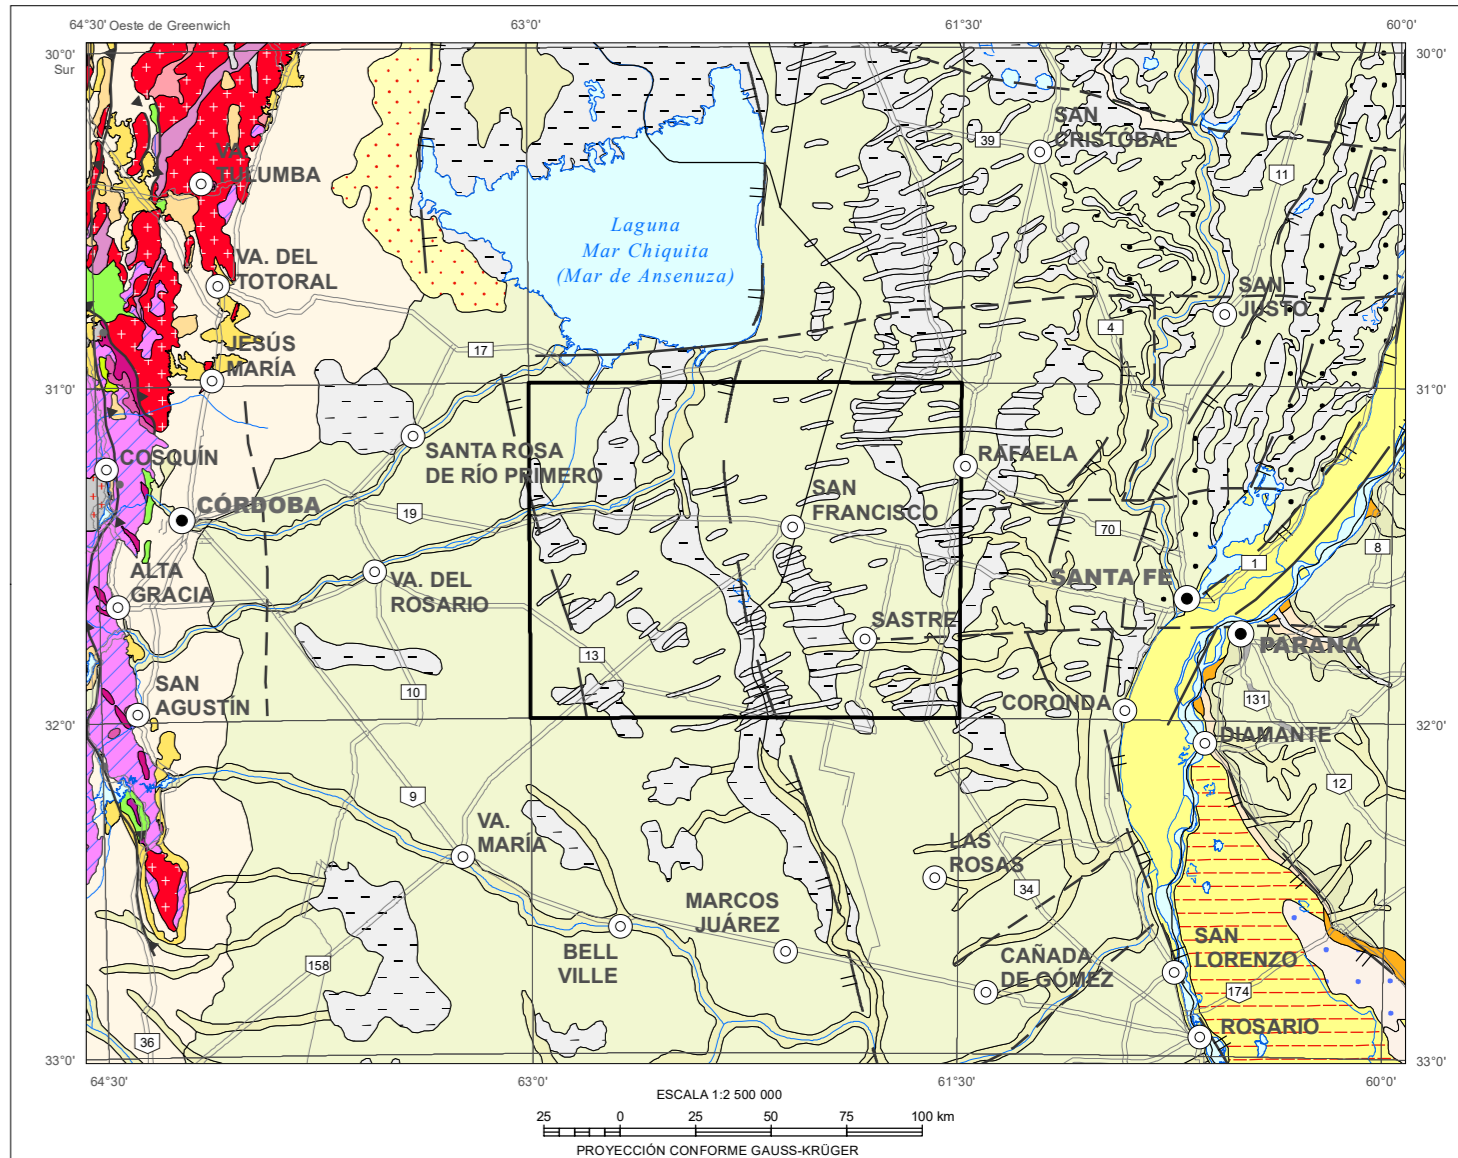 64°30' Oeste de Greenwich
63°0'
61°30'
60°0'
30°0'
Sur
30°0'
SAN
CRISTÓBAL
39
11
VA.
TULUMBA
Laguna
Mar Chiquita
(Mar de Ansenuza)
VA. DEL
TOTORAL
SAN
JUSTO
4
JESÚS
MARÍA
17
31°0'
31°0'
COSQUÍN
SANTA ROSA
DE RÍO PRIMERO
RAFAELA
CÓRDOBA
19
SAN
FRANCISCO
70
8
1
ALTA
GRACIA
VA. DEL
ROSARIO
SANTA FE
SASTRE
PARANÁ
13
10
SAN
AGUSTÍN
CORONDA
131
32°0'
32°0'
DIAMANTE
12
9
VA.
MARÍA
LAS
ROSAS
34
MARCOS
JUÁREZ
BELL
VILLE
158
CAÑADA
DE GÓMEZ
SAN
LORENZO
174
ROSARIO
36
33°0'
33°0'
64°30'
63°0'
61°30'
60°0'
ESCALA 1:2 500 000
25 0 25 50 75 100 km
PROYECCIÓN CONFORME GAUSS-KRÜGER